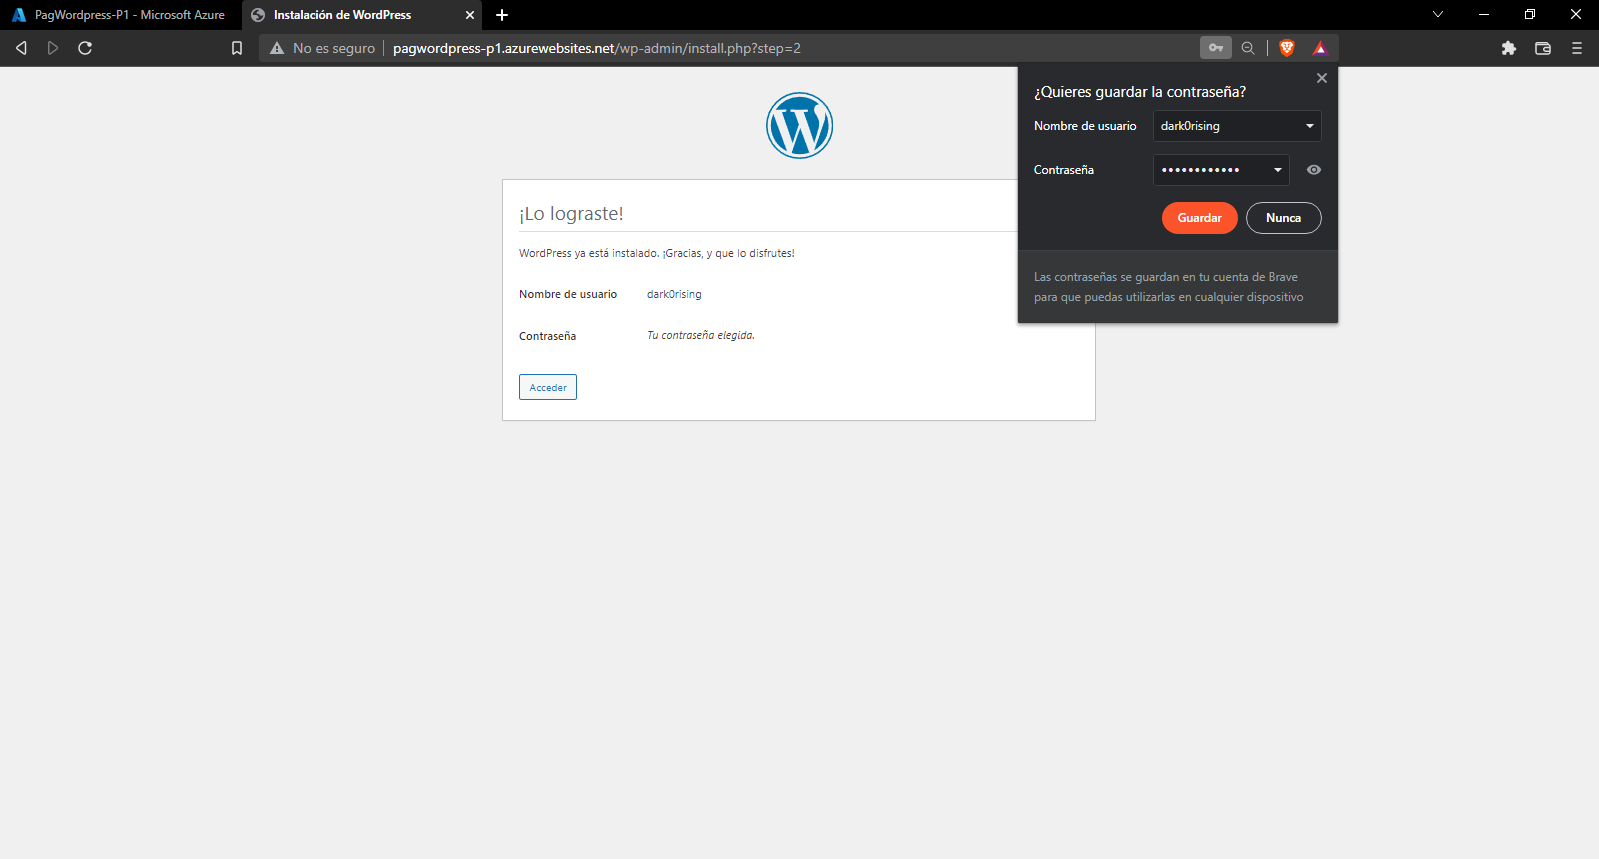 PagWordpress-P1 - Microsoft Azure
Instalación de WordPress
No es seguro
pagwordpress-p1.azurewebsites.net/wp-admin/install.php?step=2
¿Quieres guardar la contraseña?
Nombre de usuario dark0rising
Contraseña ••••••••••••
Guardar Nunca
Las contraseñas se guardan en tu cuenta de Brave
para que puedas utilizarlas en cualquier dispositivo
¡Lo lograste!
WordPress ya está instalado. ¡Gracias, y que lo disfrutes!
Nombre de usuario dark0rising
Contraseña Tu contraseña elegida.
Acceder